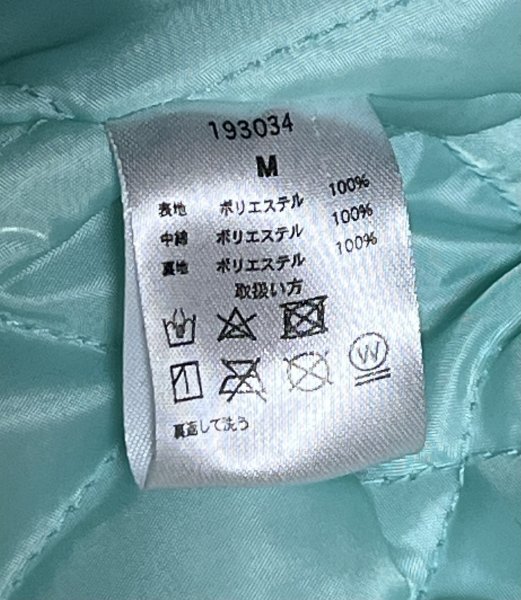 193034
M
表地 ポリエステル 100%
中綿 ポリエステル 100%
裏地 ポリエステル 100%
取扱い方
W
裏返して洗う